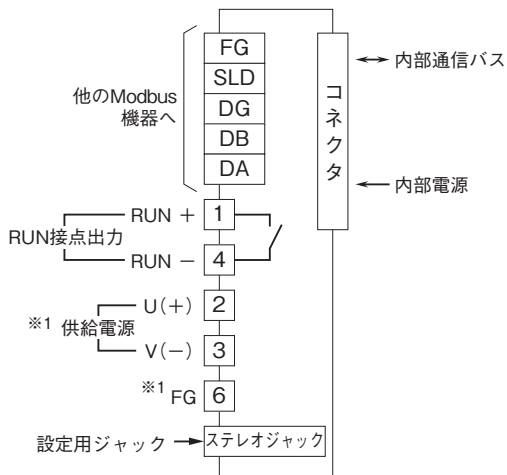 FG
SLD
DG
DB
DA
他のModbus
機器へ
コネクタ
内部通信バス
内部電源
RUN +
1
RUN接点出力
RUN −
4
U(+)
2
※1 供給電源
V(−)
3
※1 FG
6
設定用ジャック
ステレオジャック